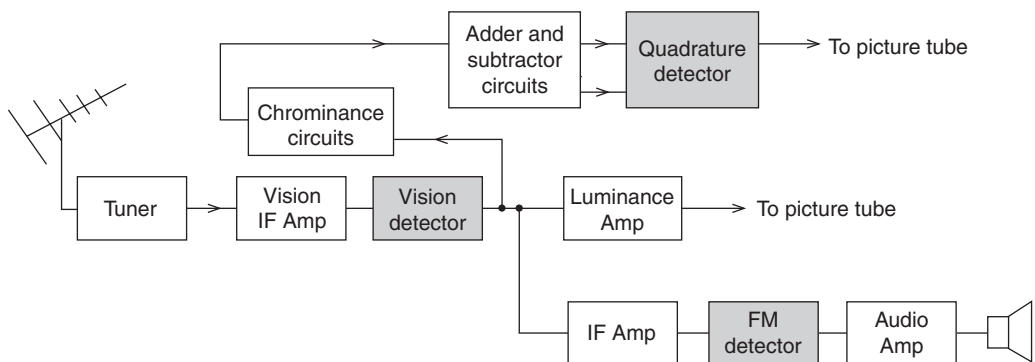 Adder and
subtractor
circuits
Quadrature
detector
To picture tube
Chrominance
circuits
Tuner
Vision
IF Amp
Vision
detector
Luminance
Amp
To picture tube
IF Amp
FM
detector
Audio
Amp